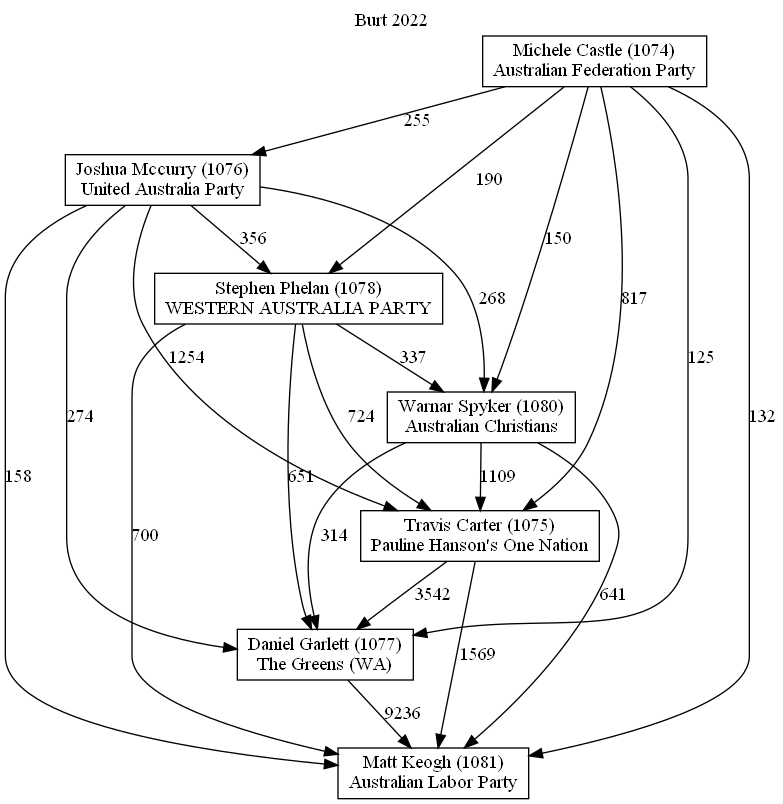 Burt 2022
Michele Castle (1074)
Australian Federation Party
255
Joshua Mccurry (1076)
United Australia Party
190
356
150
Stephen Phelan (1078)
WESTERN AUSTRALIA PARTY
268
817
1254
337
125
Warnar Spyker (1080)
Australian Christians
274
724
132
158
651
1109
Travis Carter (1075)
Pauline Hanson's One Nation
700
314
3542
641
Daniel Garlett (1077)
The Greens (WA)
1569
9236
Matt Keogh (1081)
Australian Labor Party